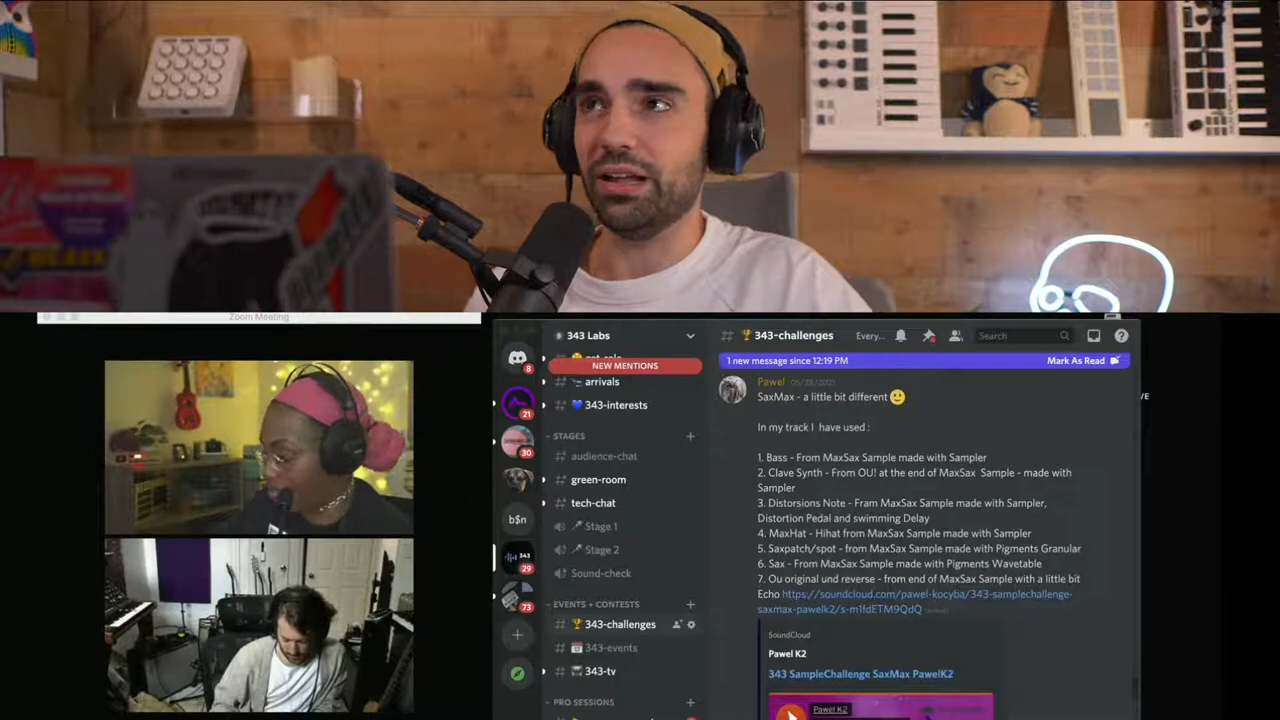 Zoom Meeting
343 Labs
NEW MENTIONS
arrivals
343-interests
STAGES
audience-chat
green-room
tech-chat
Stage 1
Stage 2
Sound-check
EVENTS + CONTESTS
343-challenges
343-events
343-tv
PRO SESSIONS
8
21
30
b$n
343
29
73
343-challenges
Every...
Search
1 new message since 12:19 PM
Mark As Read
Pawel
SaxMax - a little bit different
In my track I have used :
1. Bass - From MaxSax Sample made with Sampler
2. Clave Synth - From OU! at the end of MaxSax Sample - made with
Sampler
3. Distorsions Note - Fram MaxSax Sample made with Sampler,
Distortion Pedal and swimming Delay
4. MaxHat - Hihat from MaxSax Sample made with Sampler
5. Saxpatch/spot - from MaxSax Sample made with Pigments Granular
6. Sax - From MaxSax Sample made with Pigments Wavetable
7. Ou original und reverse - from end of MaxSax Sample with a little bit
Echo https://soundcloud.com/pawel-kocyba/343-samplechallenge-
saxmax-pawelk2/s-m1fdETM9QdQ
SoundCloud
Pawel K2
343 SampleChallenge SaxMax PawelK2
Pawel K2
VE